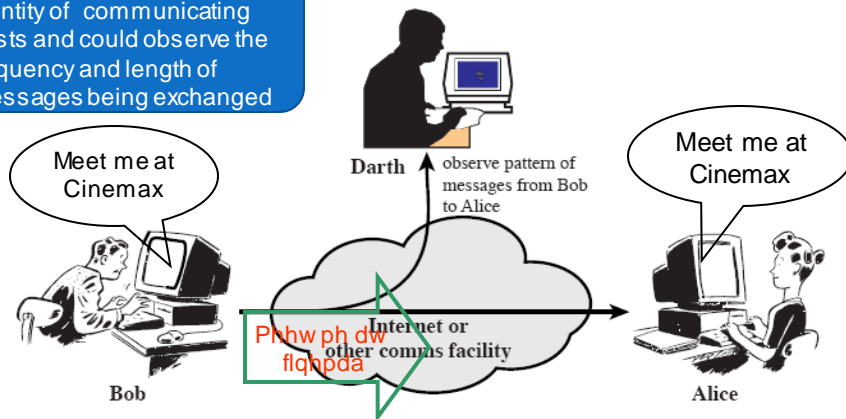 ntity of communicating
sts and could observe the
quency and length of
essages being exchanged
Meet me at
Cinemax
Darth
observe pattern of
messages from Bob
to Alice
Meet me at
Cinemax
Phhw ph dw
flqhpda
Internet or
other comms facility
Bob
Alice